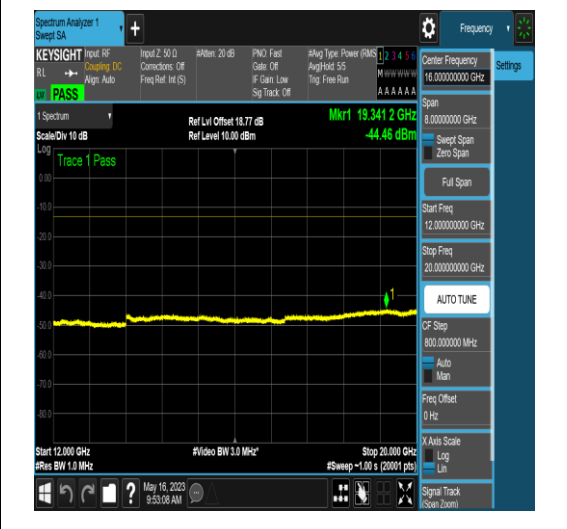 Spectrum Analyzer 1
Swept SA
Frequency
KEYSIGHT
RL
Input: RF
Coupling: DC
Align: Auto
Input Z: 50 Ω
Corrections: Off
Freq Ref: Int (S)
#Atten: 20 dB
PNO: Fast
Gate: Off
IF Gain: Low
Sig Track: Off
#Avg Type: Power (RMS
Avg|Hold: 5/5
Trig: Free Run
1 2 3 4 5 6
M w w w w w
A A A A A A
PASS
1 Spectrum
Scale/Div 10 dB
Ref Lvl Offset 18.77 dB
Ref Level 10.00 dBm
Mkr1 19.341 2 GHz
-44.46 dBm
Log
Trace 1 Pass
0.00
-10.0
-20.0
-30.0
-40.0
-50.0
-60.0
-70.0
-80.0
1
Start 12.000 GHz
#Res BW 1.0 MHz
#Video BW 3.0 MHz*
Stop 20.000 GHz
#Sweep ~1.00 s (20001 pts)
May 16, 2023
9:53:08 AM
Center Frequency
16.000000000 GHz
Settings
Span
8.00000000 GHz
Swept Span
Zero Span
Full Span
Start Freq
12.000000000 GHz
Stop Freq
20.000000000 GHz
AUTO TUNE
CF Step
800.000000 MHz
Auto
Man
Freq Offset
0 Hz
X Axis Scale
Log
Lin
Signal Track
(Span Zoom)